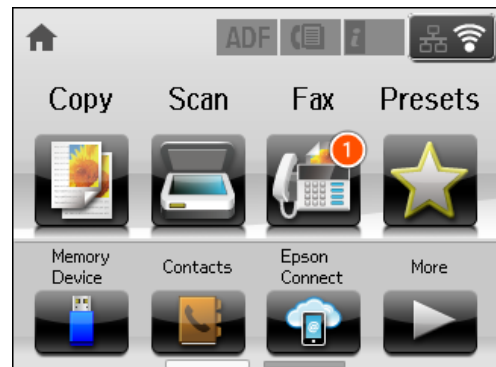 ADF i
Copy Scan Fax Presets
1
Memory Device Contacts Epson Connect More
@